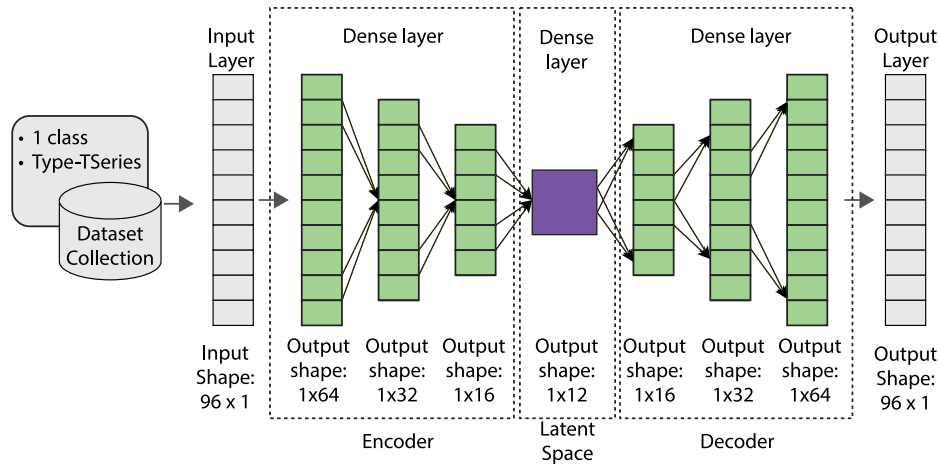 • 1 class
• Type-TSeries
Dataset
Collection
Input
Layer
Input
Shape:
96 x 1
Dense layer
Output
shape:
1x64
Output
shape:
1x32
Output
shape:
1x16
Encoder
Dense
layer
Output
shape:
1x12
Latent
Space
Dense layer
Output
shape:
1x16
Output
shape:
1x32
Output
shape:
1x64
Decoder
Output
Layer
Output
Shape:
96 x 1